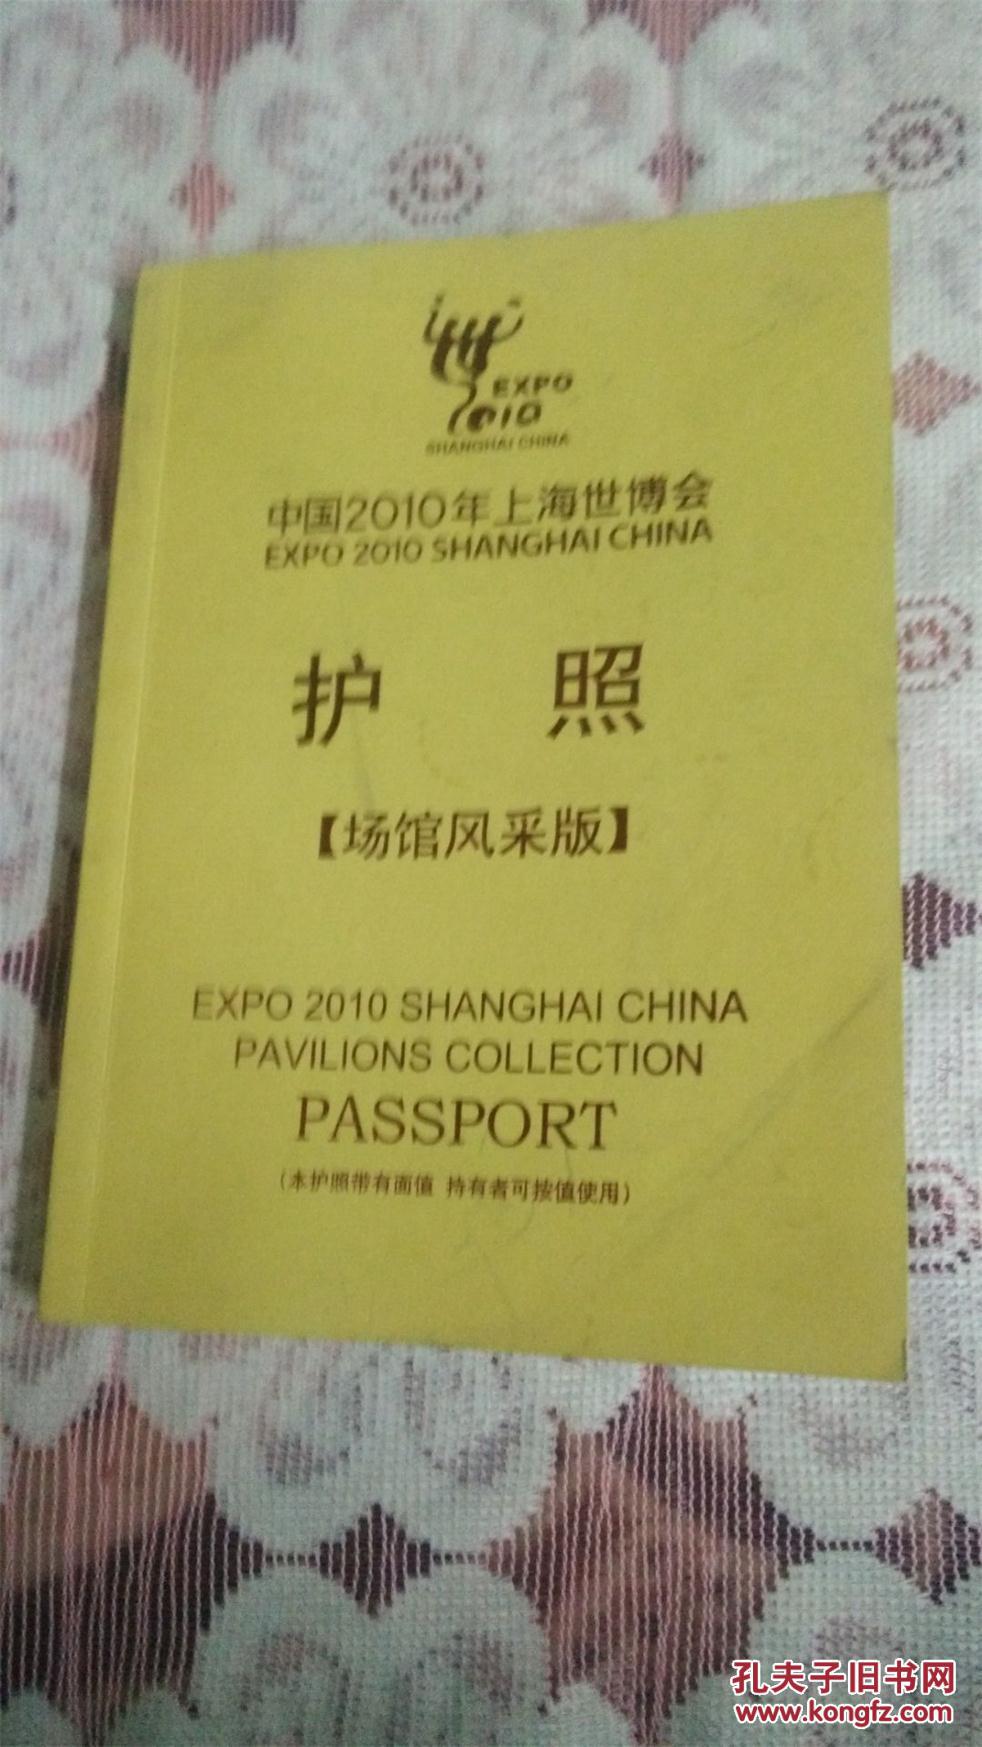 EXPO
2010
SHANGHAI CHINA
中国2010年上海世博会
EXPO 2010 SHANGHAI CHINA
护 照
【场馆风采版】
EXPO 2010 SHANGHAI CHINA
PAVILIONS COLLECTION
PASSPORT
（本护照带有面值 持有者可按值使用）
孔夫子旧书网
www.kongfz.com